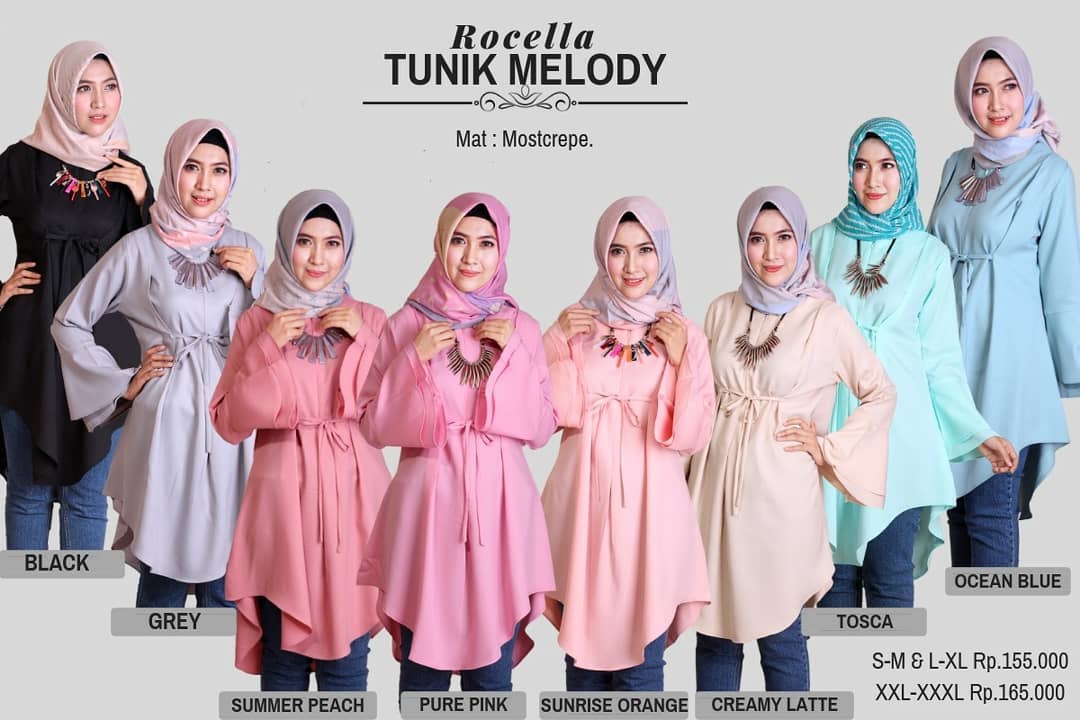 Rocella
TUNIK MELODY
Mat : Mostcrepe.
BLACK
GREY
SUMMER PEACH
PURE PINK
SUNRISE ORANGE
CREAMY LATTE
TOSCA
OCEAN BLUE
S-M & L-XL Rp.155.000
XXL-XXXL Rp.165.000